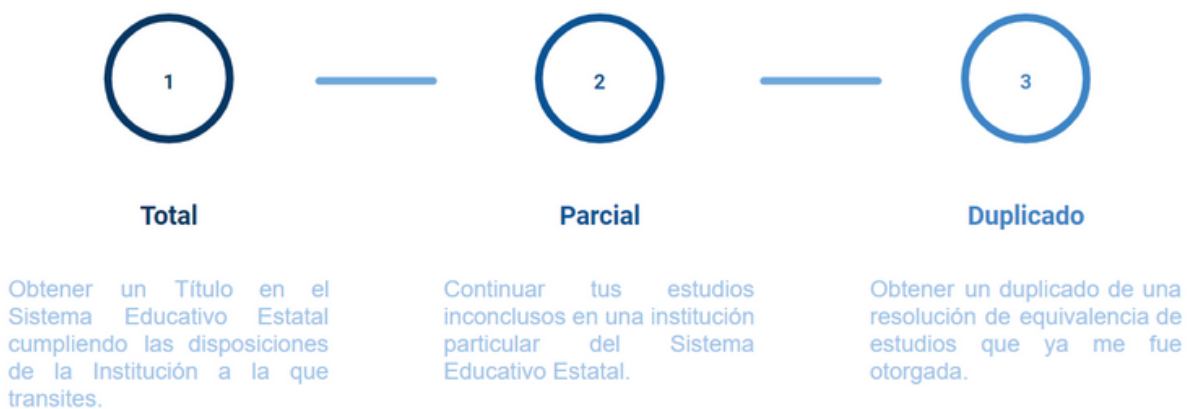 1
2
3
Total
Parcial
Duplicado
Obtener un Título en el
Sistema Educativo Estatal
cumpliendo las disposiciones
de la Institución a la que
transites.
Continuar tus estudios
inconclusos en una institución
particular del Sistema
Educativo Estatal.
Obtener un duplicado de una
resolución de equivalencia de
estudios que ya me fue
otorgada.